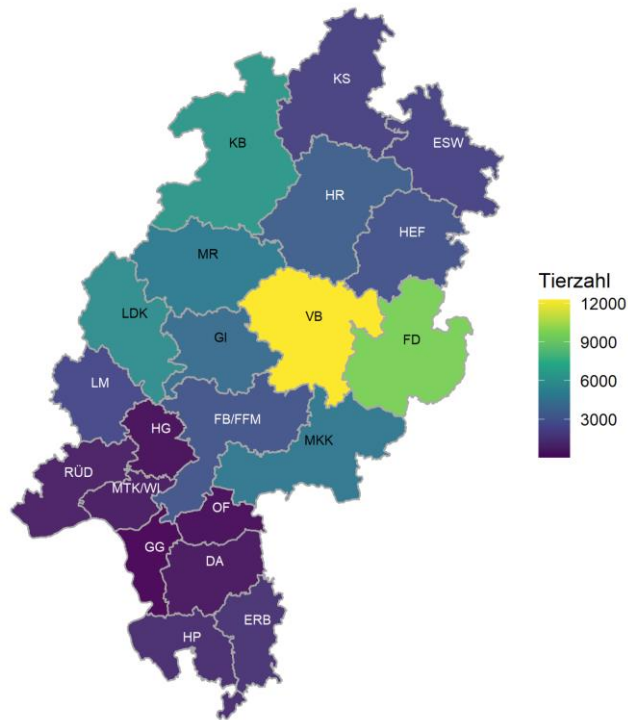 KS
ESW
KB
HR
HEF
MR
LDK
GI
VB
FD
LM
HG
FB/FFM
MKK
RÜD
MTK/WI
OF
GG
DA
ERB
HP
Tierzahl
12000
9000
6000
3000